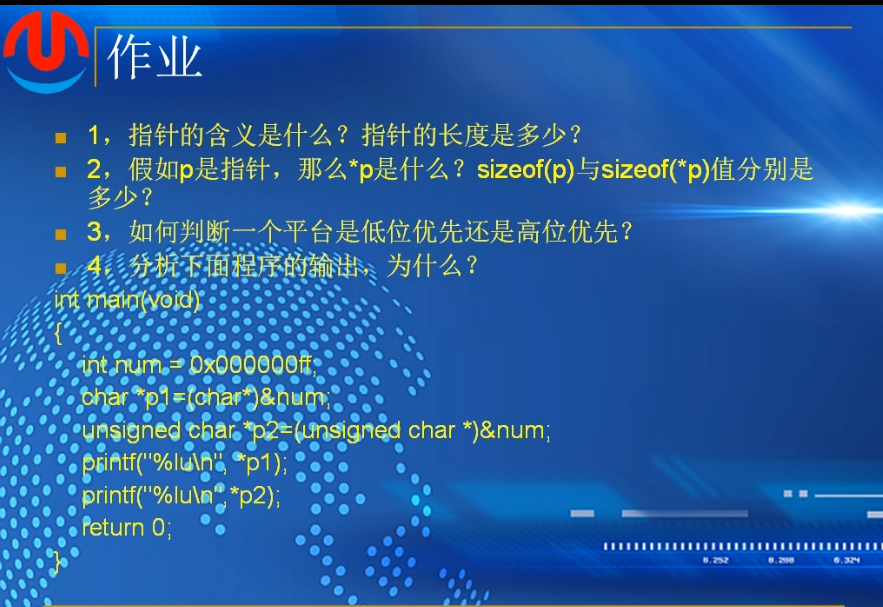 作业
1，指针的含义是什么？指针的长度是多少？
2，假如p是指针，那么*p是什么？sizeof(p)与sizeof(*p)值分别是
多少？
3，如何判断一个平台是低位优先还是高位优先？
4，分析下面程序的输出，为什么？
int main(void)
{
int num = 0x000000ff;
char *p1=(char*)&num;
unsigned char *p2=(unsigned char *)&num;
printf("%lu\n", *p1);
printf("%lu\n",*p2);
return 0;
}
0.252 0.288 0.324